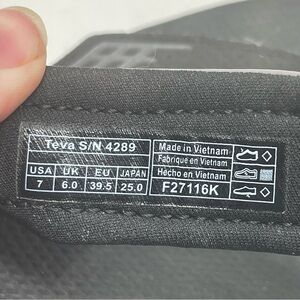 Teva S/N 4289
USA UK EU JAPAN
7 6.0 39.5 25.0
Made in Vietnam
Fabriqué en Vietnam
Hecho en Vietnam
F27116K